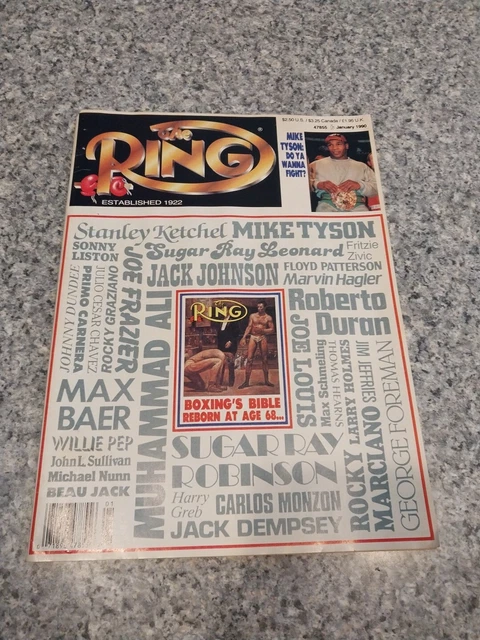 The
RING
ESTABLISHED 1922
$2.50 U.S. / $3.25 Canada / £1.95 U.K.
47955
January 1990
MIKE
TYSON:
DO YA
WANNA
FIGHT?
Stanley Ketchel
MIKE TYSON
SONNY
LISTON
Sugar Ray Leonard
Fritzie
Zivic
JACK JOHNSON
FLOYD PATTERSON
Marvin Hagler
JOHNNY DUNDEE
PRIMO CARNERA
JULIO CESAR CHAVEZ
ROCKY GRAZIANO
JOE FRAZIER
MUHAMMAD ALI
The
RING
BOXING'S BIBLE
REBORN AT AGE 68...
Roberto
Duran
JOE LOUIS
Max Schmeling
THOMAS HEARNS
LARRY HOLMES
JIM JEFFRIES
ROCKY
MARCIANO
GEORGE FOREMAN
MAX
BAER
WILLIE PEP
John L. Sullivan
Michael Nunn
BEAU JACK
SUGAR RAY
ROBINSON
Harry
Greb
CARLOS MONZON
JACK DEMPSEY